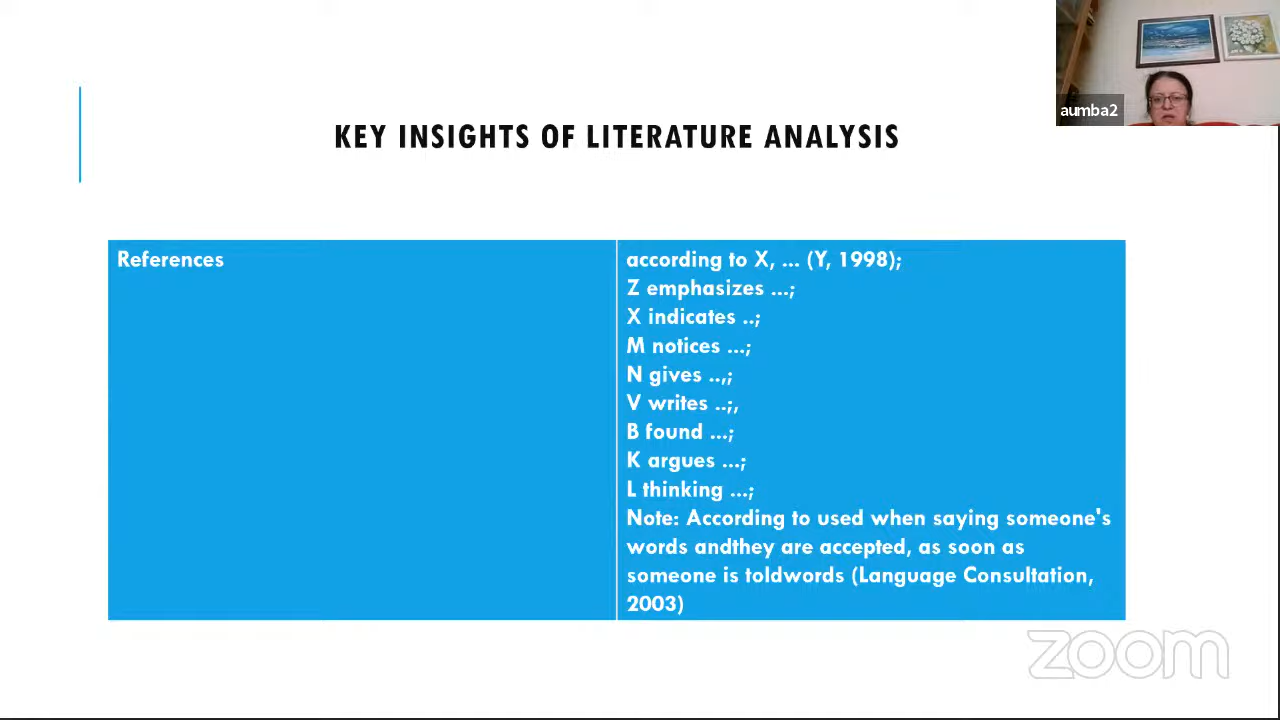 aumba2
KEY INSIGHTS OF LITERATURE ANALYSIS
References
according to X, ... (Y, 1998);
Z emphasizes ...;
X indicates ..;
M notices ...;
N gives ..,;
V writes ..;,
B found ...;
K argues ...;
L thinking ...;
Note: According to used when saying someone's
words andthey are accepted, as soon as
someone is toldwords (Language Consultation,
2003)
zoom